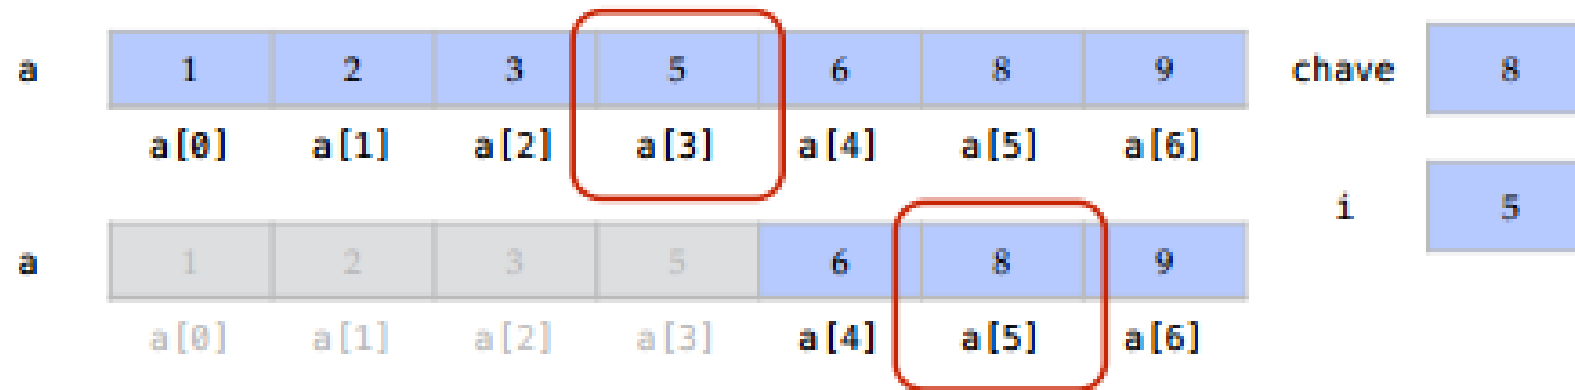 a 1 2 3 5 6 8 9 chave 8
a[0] a[1] a[2] a[3] a[4] a[5] a[6]
i 5
a 1 2 3 5 6 8 9
a[0] a[1] a[2] a[3] a[4] a[5] a[6]